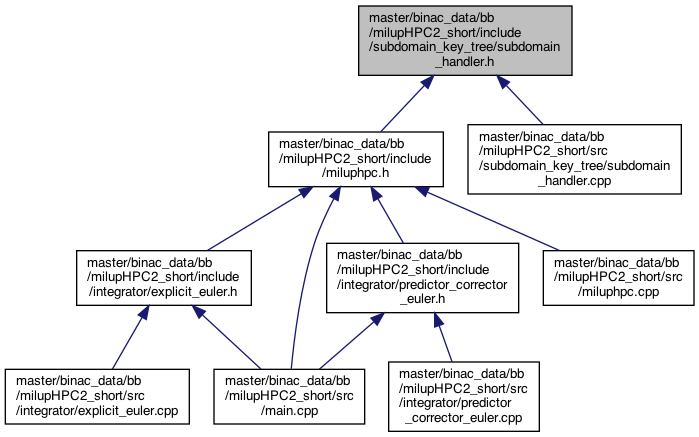 master/binac_data/bb
/milupHPC2_short/include
/subdomain_key_tree/subdomain
_handler.h
master/binac_data/bb
/milupHPC2_short/include
/miluphpc.h
master/binac_data/bb
/milupHPC2_short/src
/subdomain_key_tree/subdomain
_handler.cpp
master/binac_data/bb
/milupHPC2_short/include
/integrator/explicit_euler.h
master/binac_data/bb
/milupHPC2_short/include
/integrator/predictor_corrector
_euler.h
master/binac_data/bb
/milupHPC2_short/src
/miluphpc.cpp
master/binac_data/bb
/milupHPC2_short/src
/integrator/explicit_euler.cpp
master/binac_data/bb
/milupHPC2_short/src
/main.cpp
master/binac_data/bb
/milupHPC2_short/src
/integrator/predictor
_corrector_euler.cpp